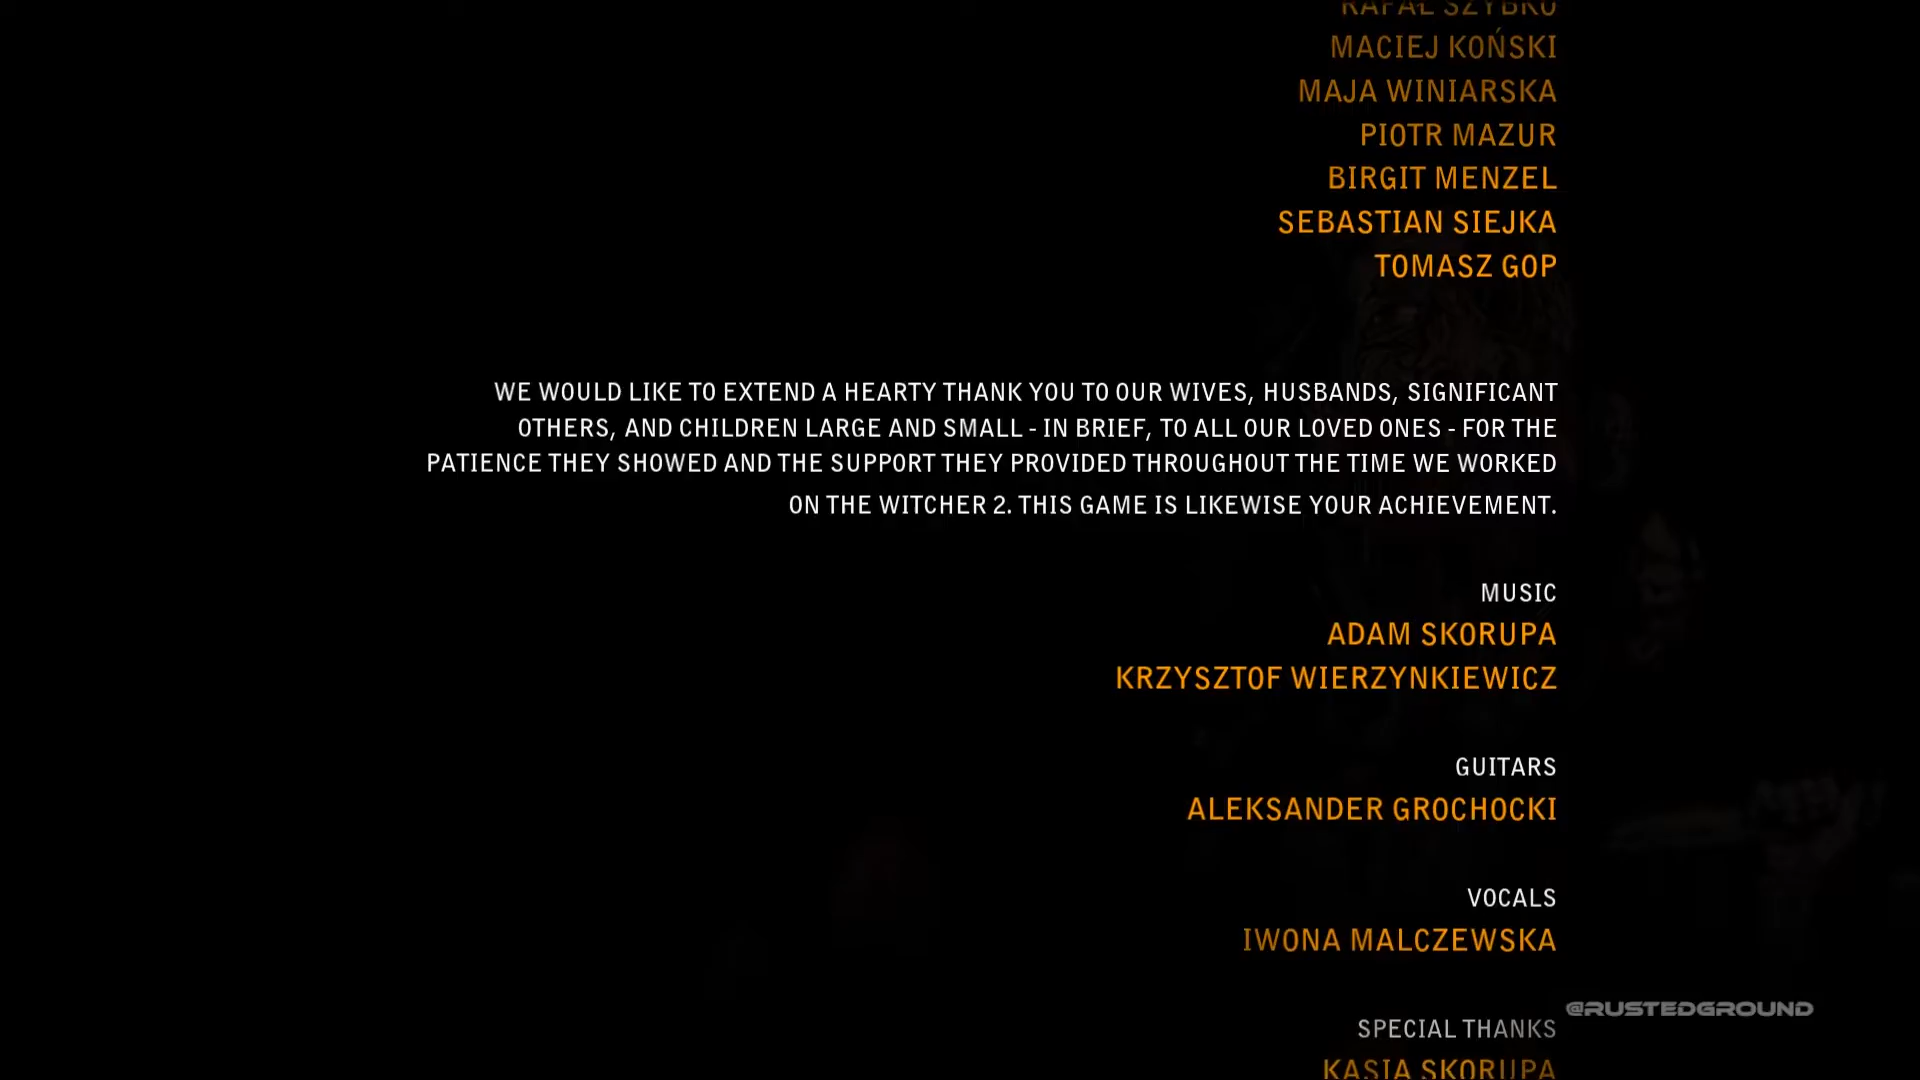 RAFAŁ SZYBKO
MACIEJ KOŃSKI
MAJA WINIARSKA
PIOTR MAZUR
BIRGIT MENZEL
SEBASTIAN SIEJKA
TOMASZ GOP
WE WOULD LIKE TO EXTEND A HEARTY THANK YOU TO OUR WIVES, HUSBANDS, SIGNIFICANT
OTHERS, AND CHILDREN LARGE AND SMALL - IN BRIEF, TO ALL OUR LOVED ONES - FOR THE
PATIENCE THEY SHOWED AND THE SUPPORT THEY PROVIDED THROUGHOUT THE TIME WE WORKED
ON THE WITCHER 2. THIS GAME IS LIKEWISE YOUR ACHIEVEMENT.
MUSIC
ADAM SKORUPA
KRZYSZTOF WIERZYNKIEWICZ
GUITARS
ALEKSANDER GROCHOCKI
VOCALS
IWONA MALCZEWSKA
@RUSTEDGROUND
SPECIAL THANKS
KASIA SKORUPA